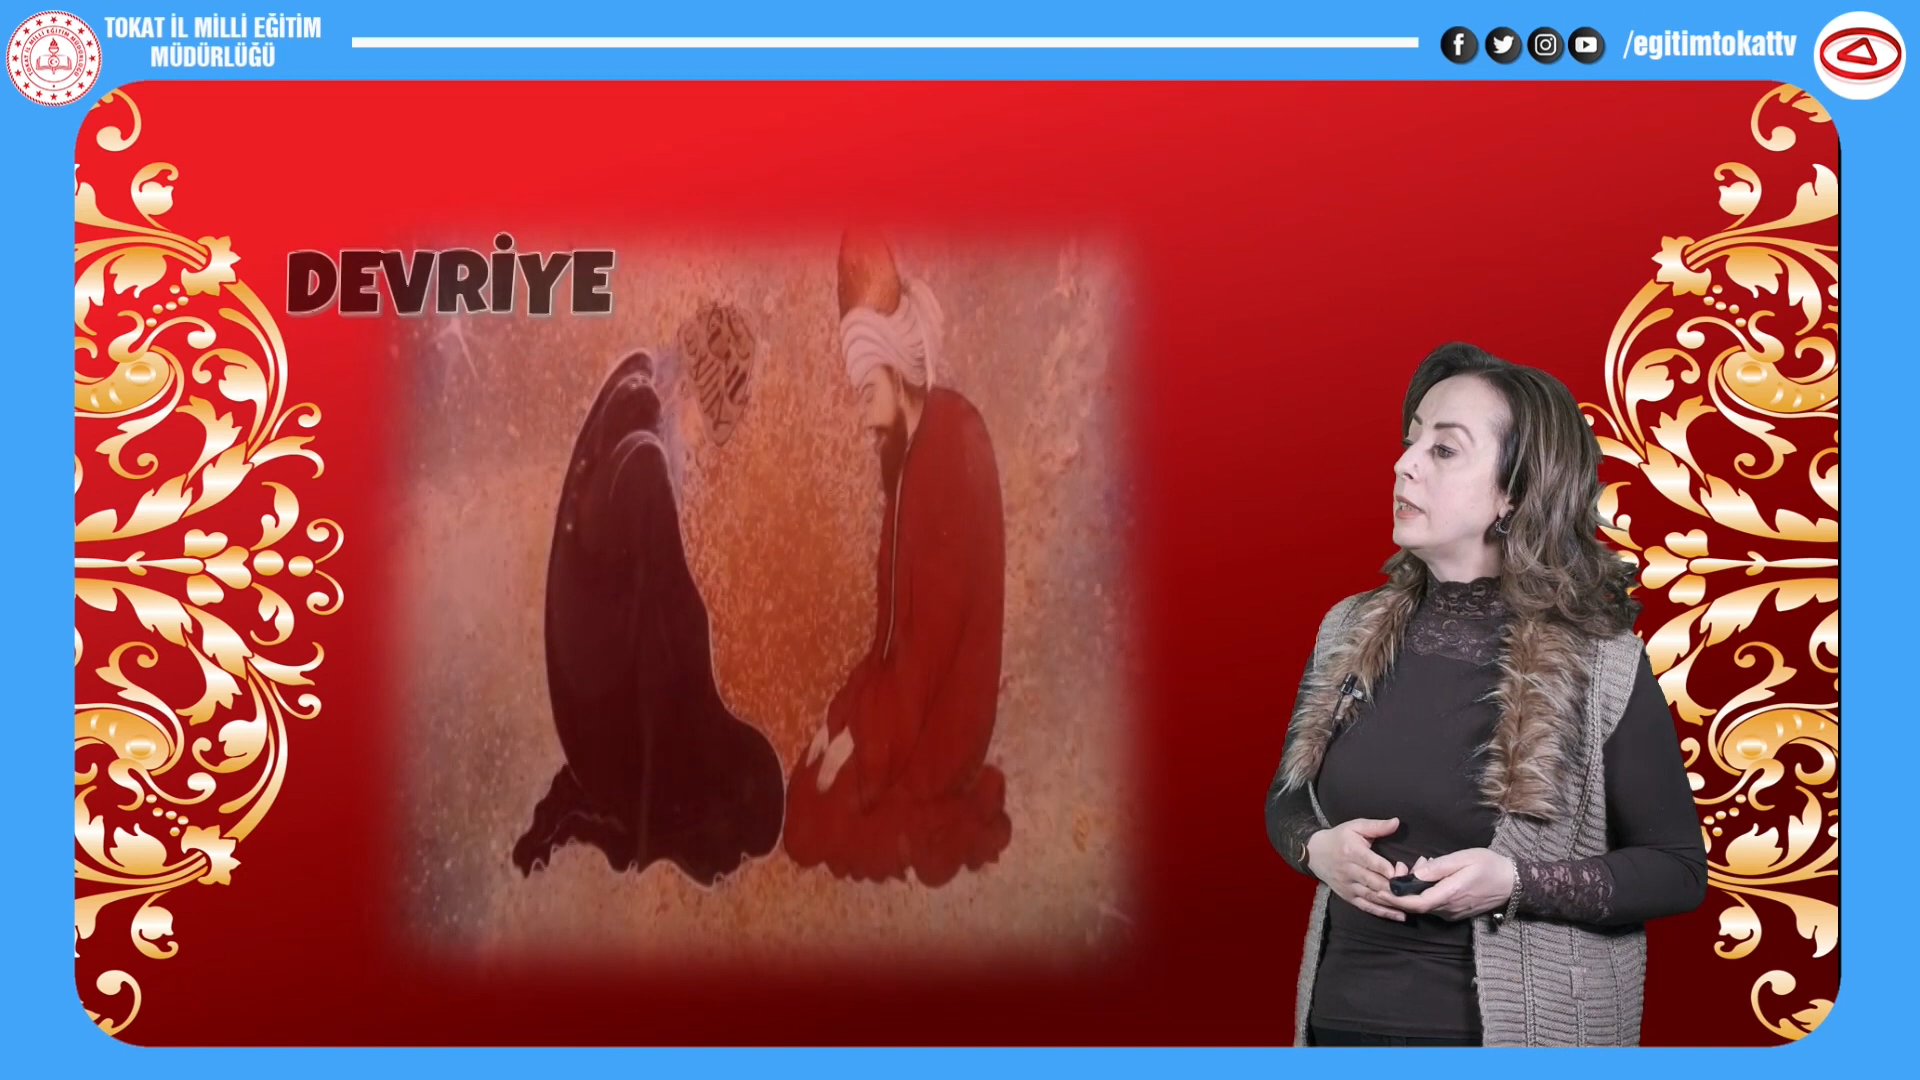 TOKAT İL MİLLİ EĞİTİM
MÜDÜRLÜĞÜ
/egitimtokattv
DEVRİYE